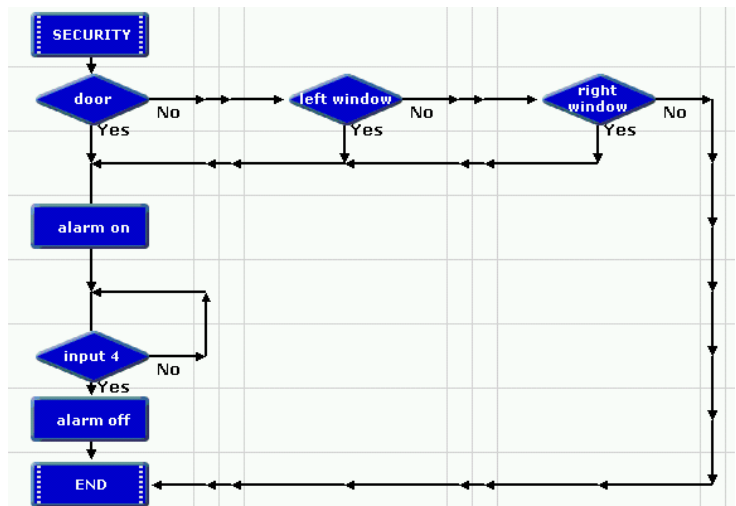 SECURITY
door
No
left window
No
right
window
No
Yes
Yes
Yes
alarm on
input 4
No
Yes
alarm off
END